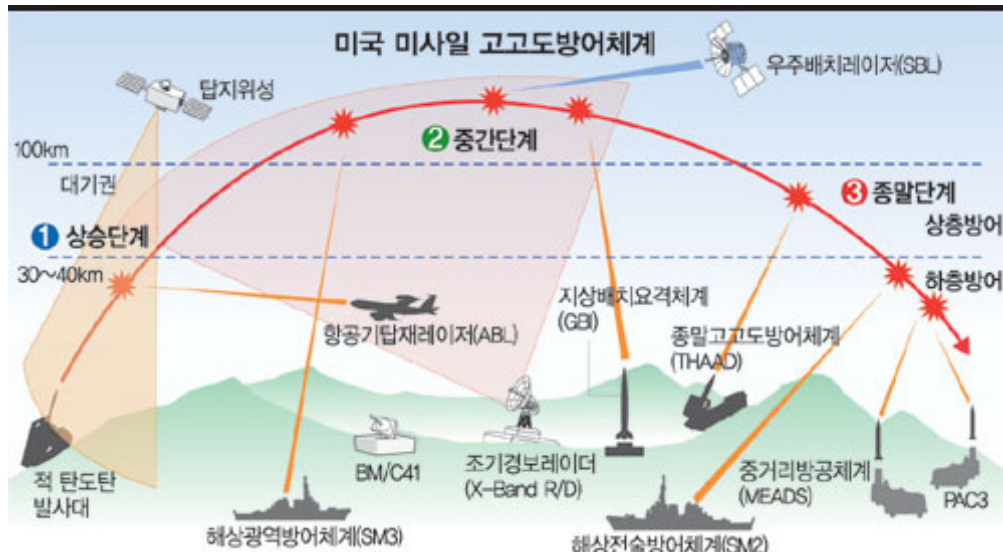 미국 미사일 고고도방어체계
탑지위성
우주배치레이저(SBL)
2 중간단계
100km
대기권
3 종말단계
1 상승단계
상층방어
30~40km
하층방어
지상배치요격체계
(GBI)
항공기탑재레이저(ABL)
종말고고도방어체계
(THAAD)
적 탄도탄
발사대
BM/C41
조기경보레이더
(X-Band R/D)
중거리방공체계
(MEADS)
PAC3
해상광역방어체계(SM3)
해상전술방어체계(SM2)